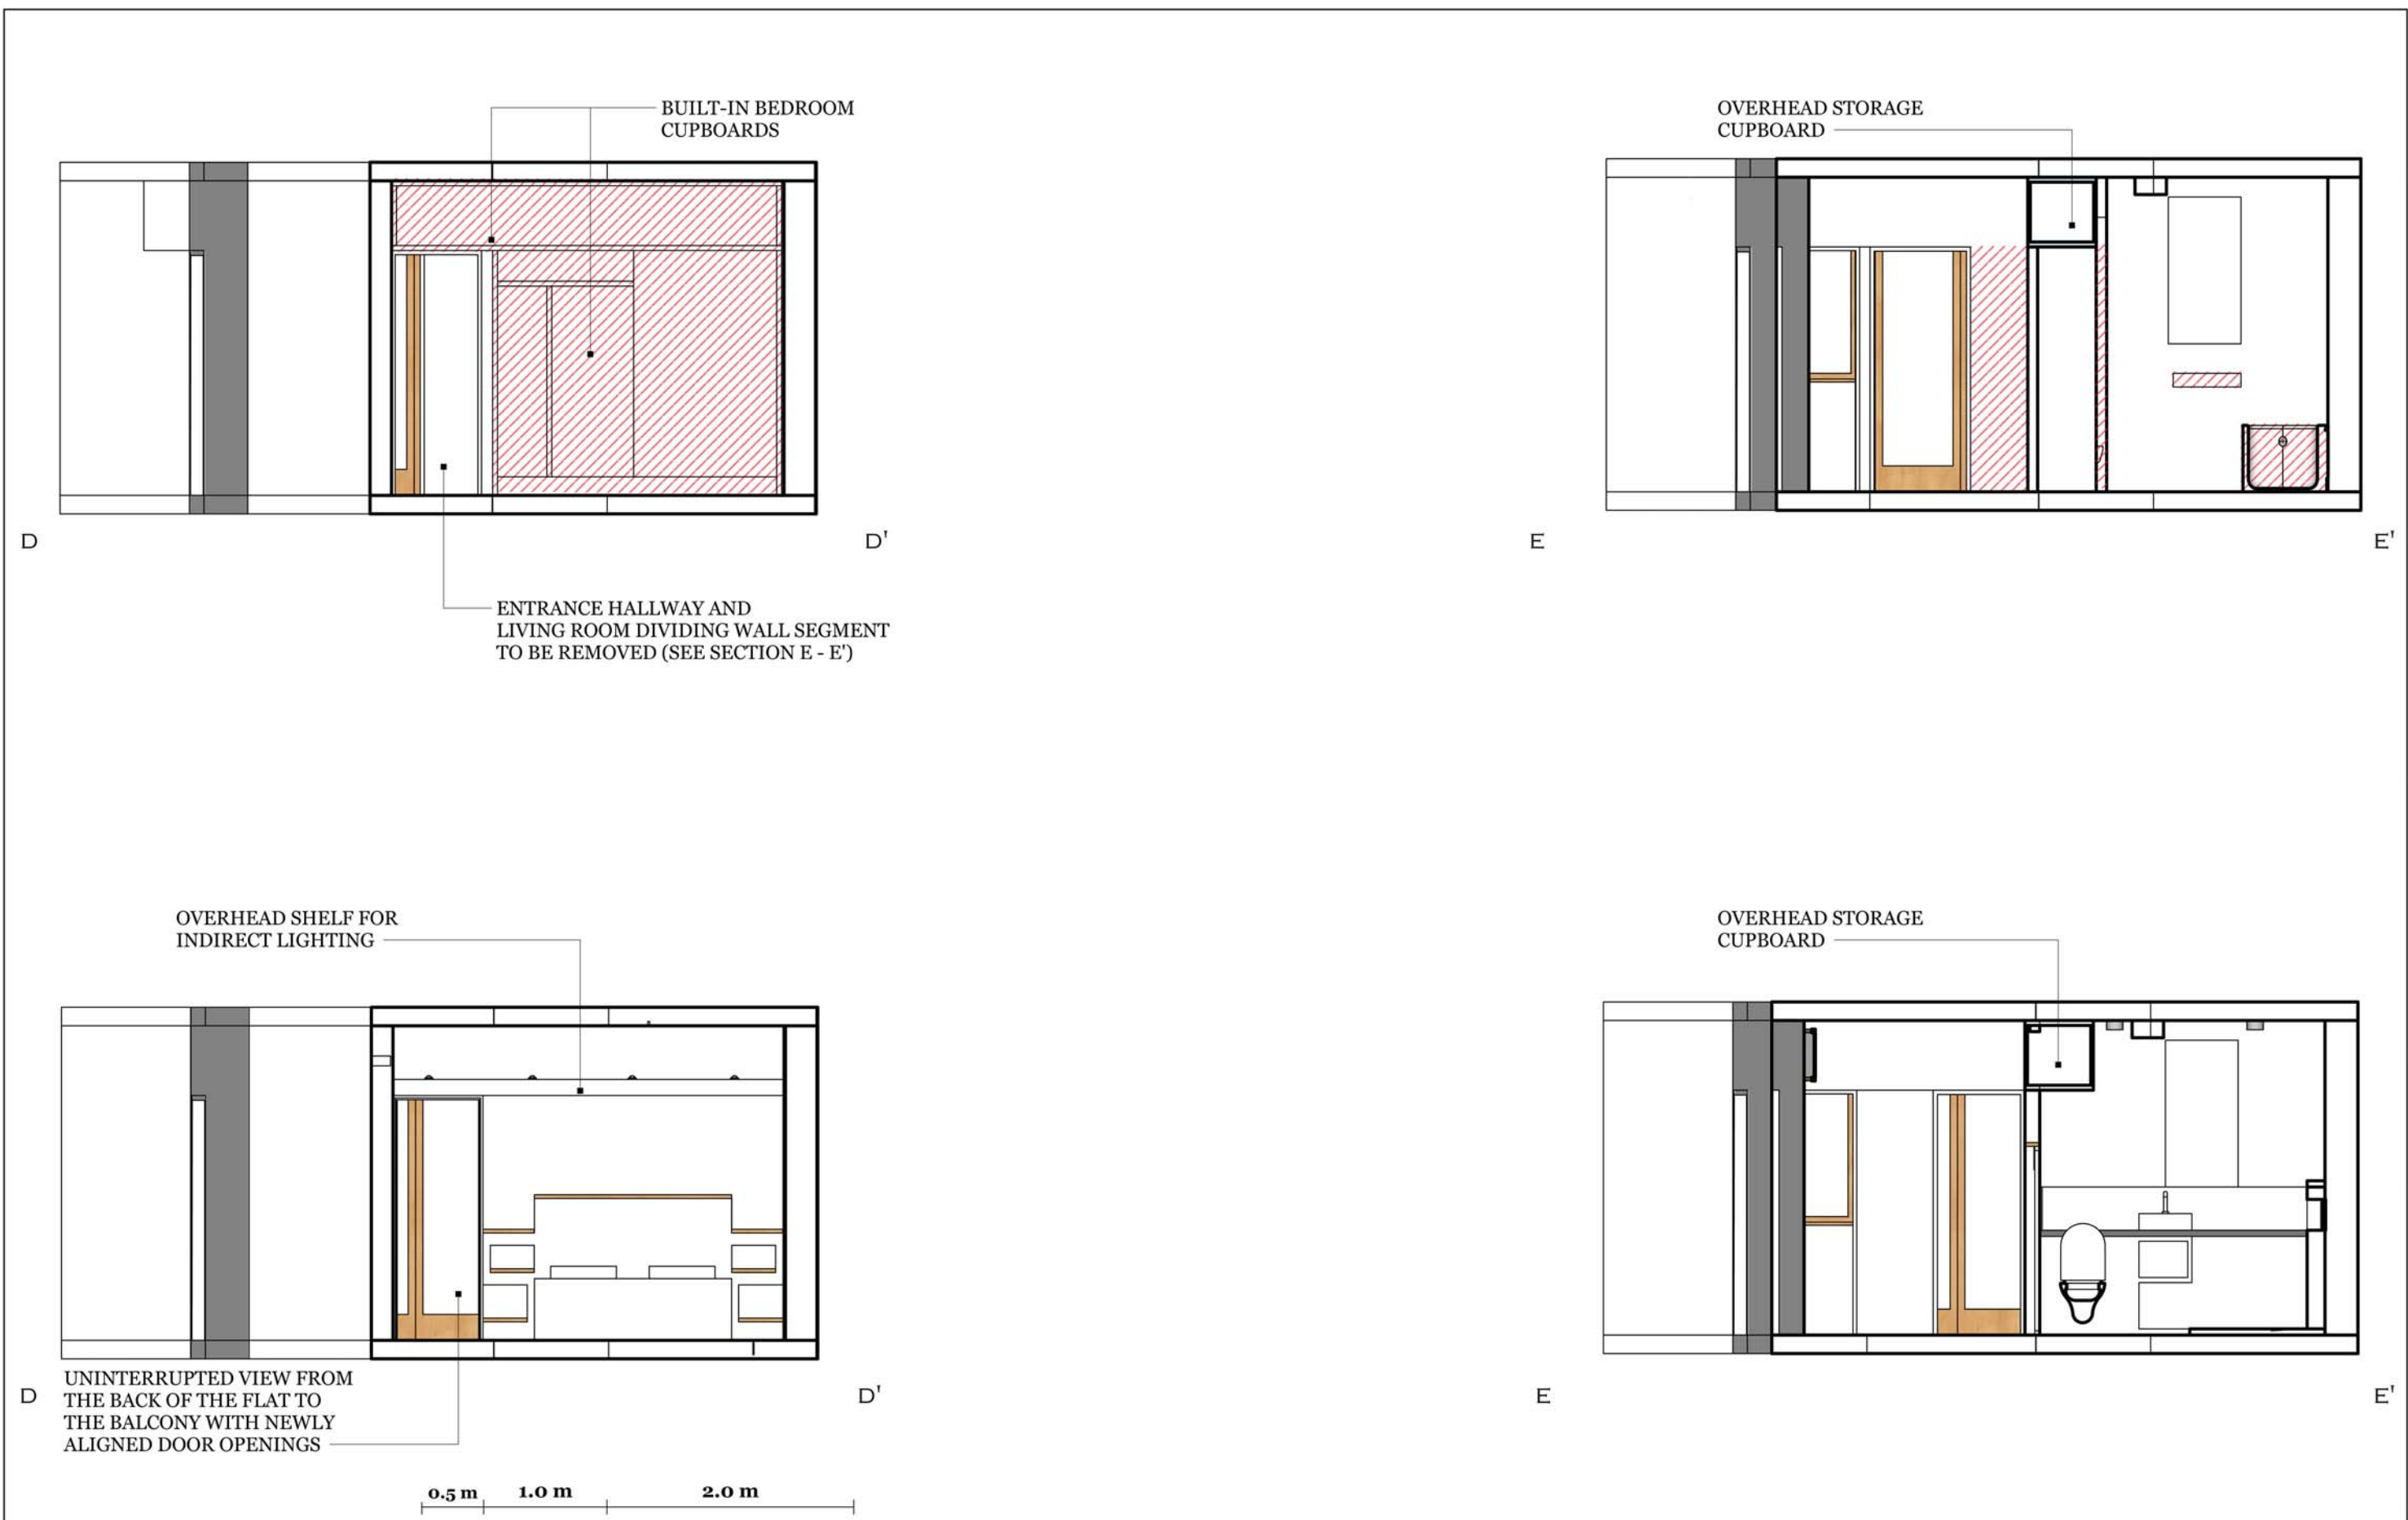 BUILT-IN BEDROOM
CUPBOARDS
OVERHEAD STORAGE
CUPBOARD
D
D'
E
E'
ENTRANCE HALLWAY AND
LIVING ROOM DIVIDING WALL SEGMENT
TO BE REMOVED (SEE SECTION E - E')
OVERHEAD SHELF FOR
INDIRECT LIGHTING
OVERHEAD STORAGE
CUPBOARD
D
UNINTERRUPTED VIEW FROM
THE BACK OF THE FLAT TO
THE BALCONY WITH NEWLY
ALIGNED DOOR OPENINGS
D'
E
E'
0.5 m
1.0 m
2.0 m